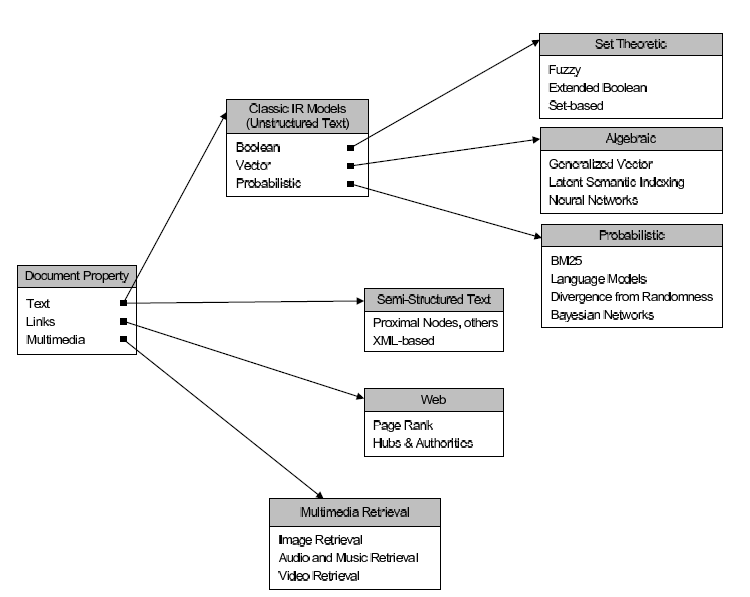 Set Theoretic
Fuzzy
Extended Boolean
Set-based
Classic IR Models
(Unstructured Text)
Boolean
Vector
Probabilistic
Algebraic
Generalized Vector
Latent Semantic Indexing
Neural Networks
Probabilistic
BM25
Language Models
Divergence from Randomness
Bayesian Networks
Document Property
Text
Links
Multimedia
Semi-Structured Text
Proximal Nodes, others
XML-based
Web
Page Rank
Hubs & Authorities
Multimedia Retrieval
Image Retrieval
Audio and Music Retrieval
Video Retrieval